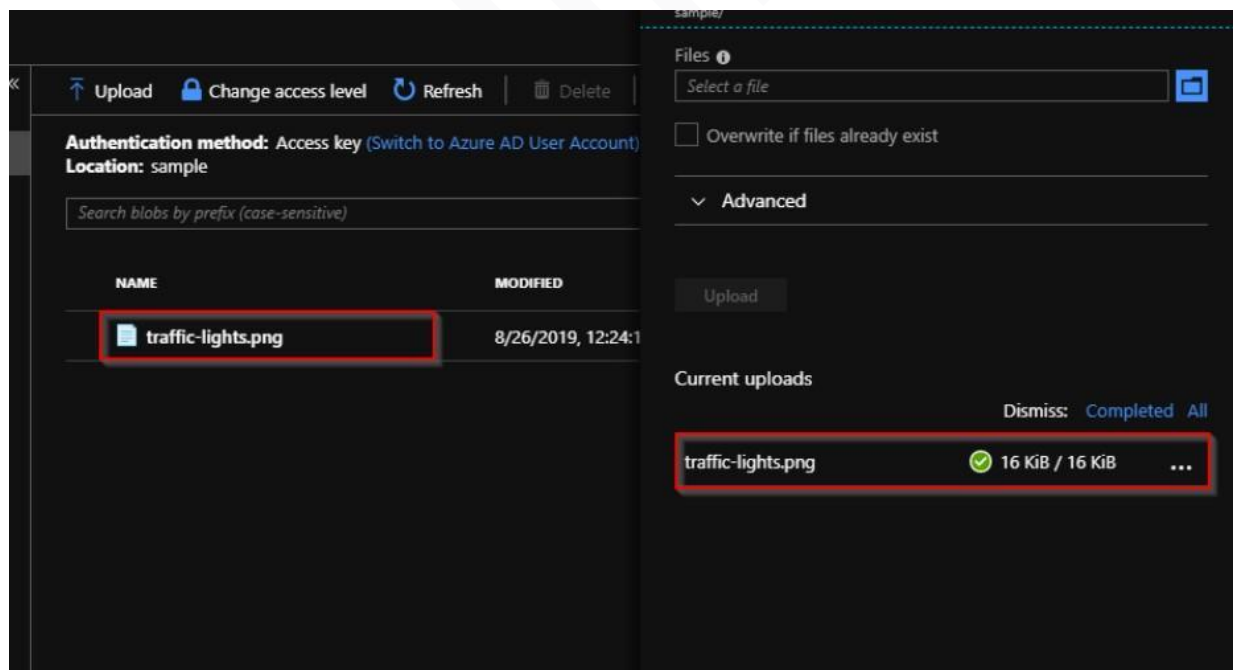 Upload Change access level Refresh Delete
Authentication method: Access key (Switch to Azure AD User Account)
Location: sample
Search blobs by prefix (case-sensitive)
NAME MODIFIED
traffic-lights.png 8/26/2019, 12:24:1
sample/
Files
Select a file
Overwrite if files already exist
Advanced
Upload
Current uploads
Dismiss: Completed All
traffic-lights.png 16 KiB / 16 KiB ...